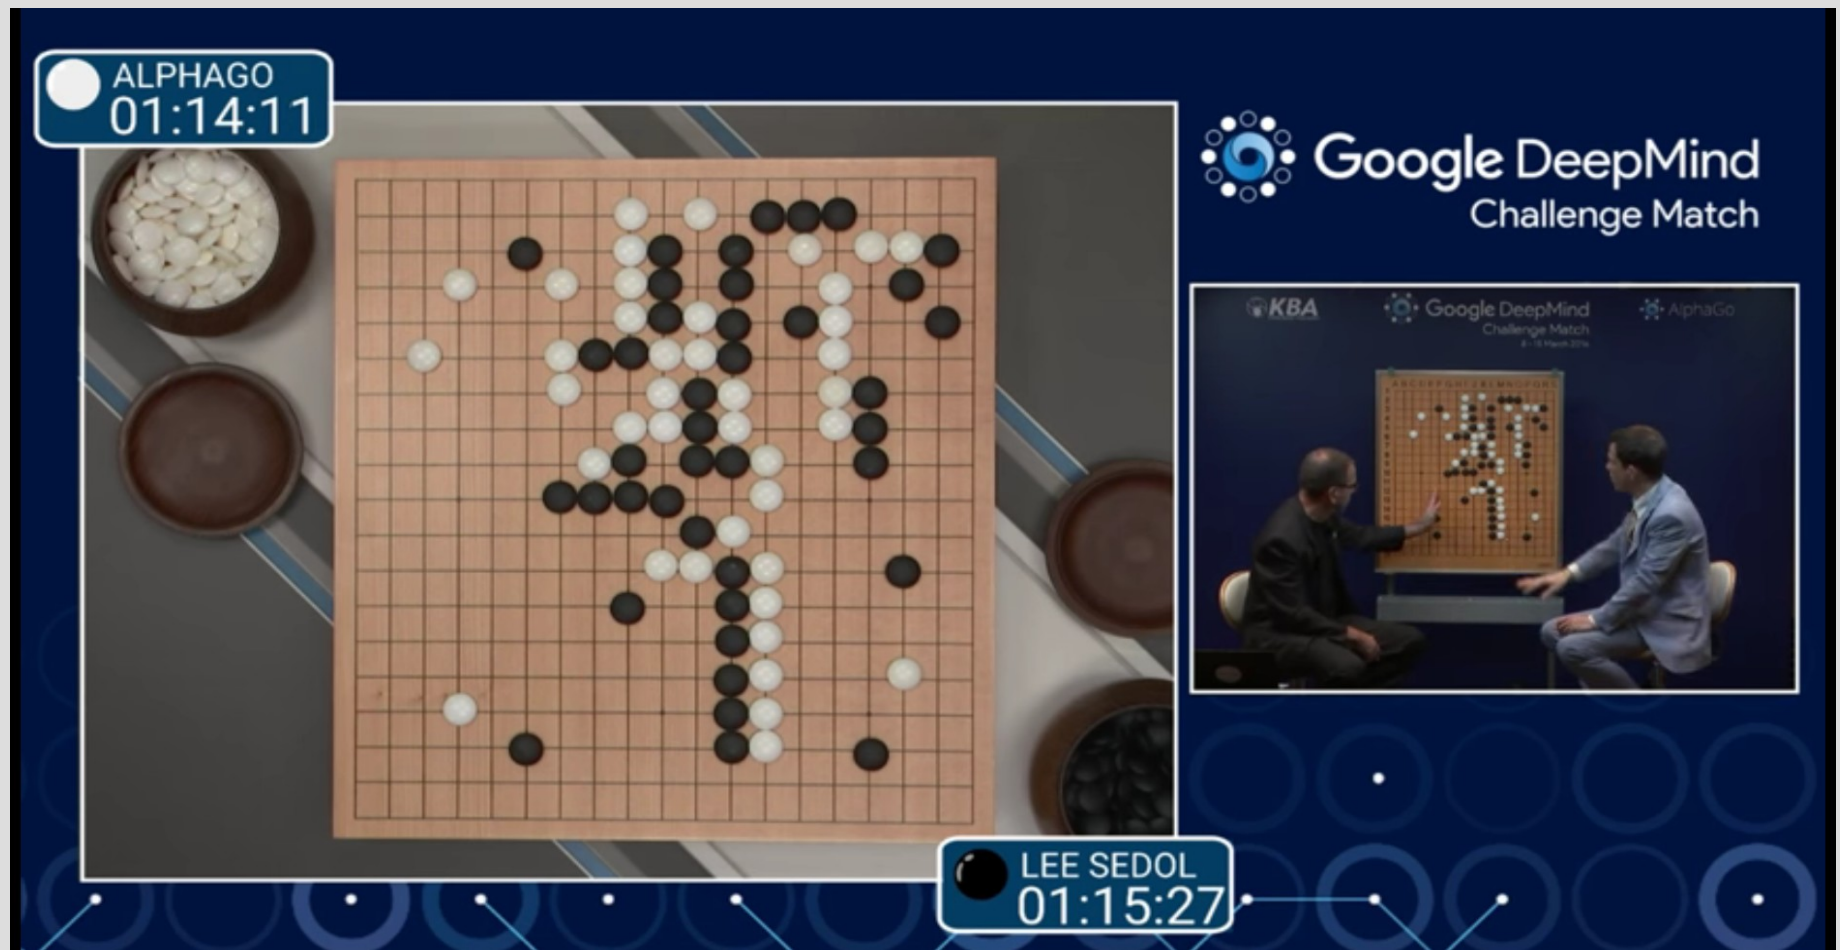 ALPHAGO
01:14:11
Google DeepMind
Challenge Match
KBA
Google DeepMind
Challenge Match
AlphaGo
LEE SEDOL
01:15:27